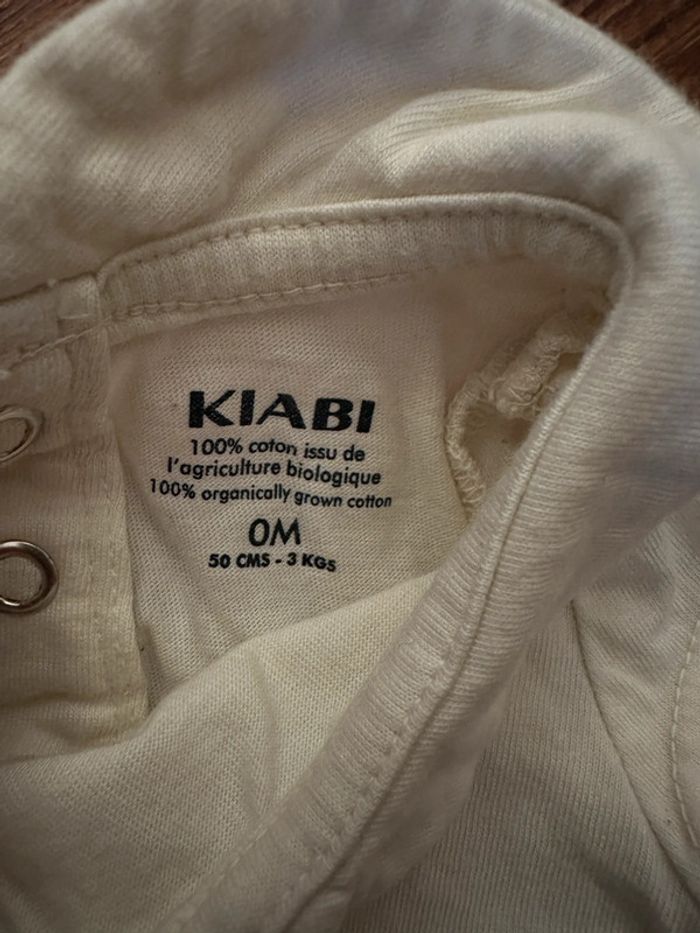 KIABI
100% coton issu de
l'agriculture biologique
100% organically grown cotton
0M
50 CMS - 3 KGS